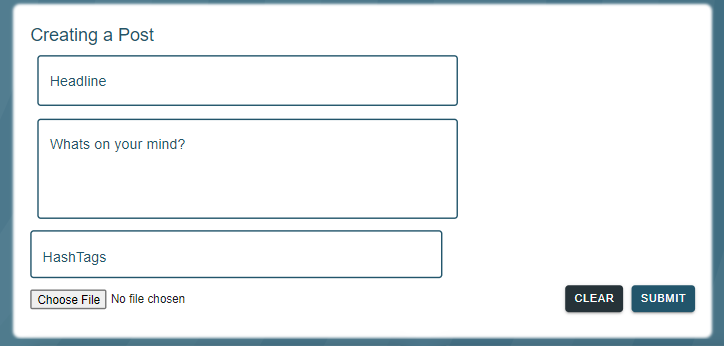 Creating a Post
Headline
Whats on your mind?
HashTags
Choose File No file chosen
CLEAR SUBMIT